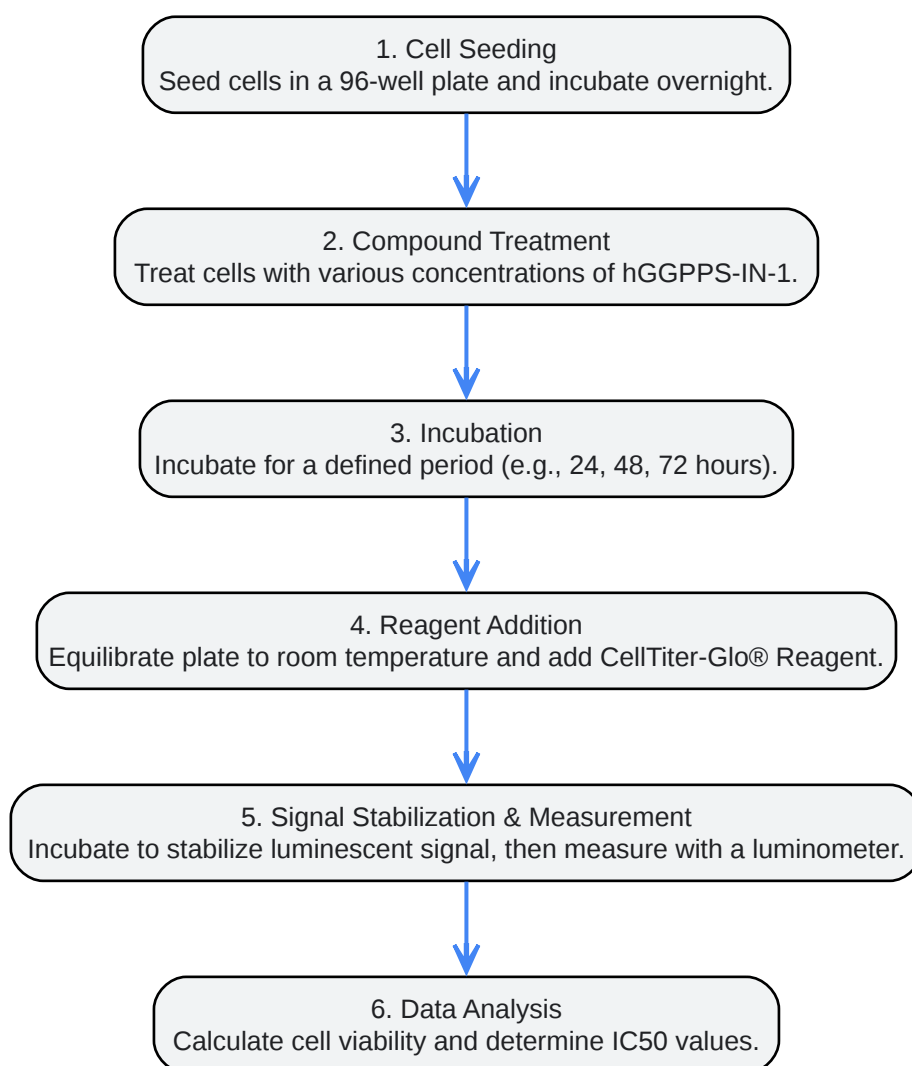 1. Cell Seeding
Seed cells in a 96-well plate and incubate overnight.
2. Compound Treatment
Treat cells with various concentrations of hGGPPS-IN-1.
3. Incubation
Incubate for a defined period (e.g., 24, 48, 72 hours).
4. Reagent Addition
Equilibrate plate to room temperature and add CellTiter-Glo® Reagent.
5. Signal Stabilization & Measurement
Incubate to stabilize luminescent signal, then measure with a luminometer.
6. Data Analysis
Calculate cell viability and determine IC50 values.